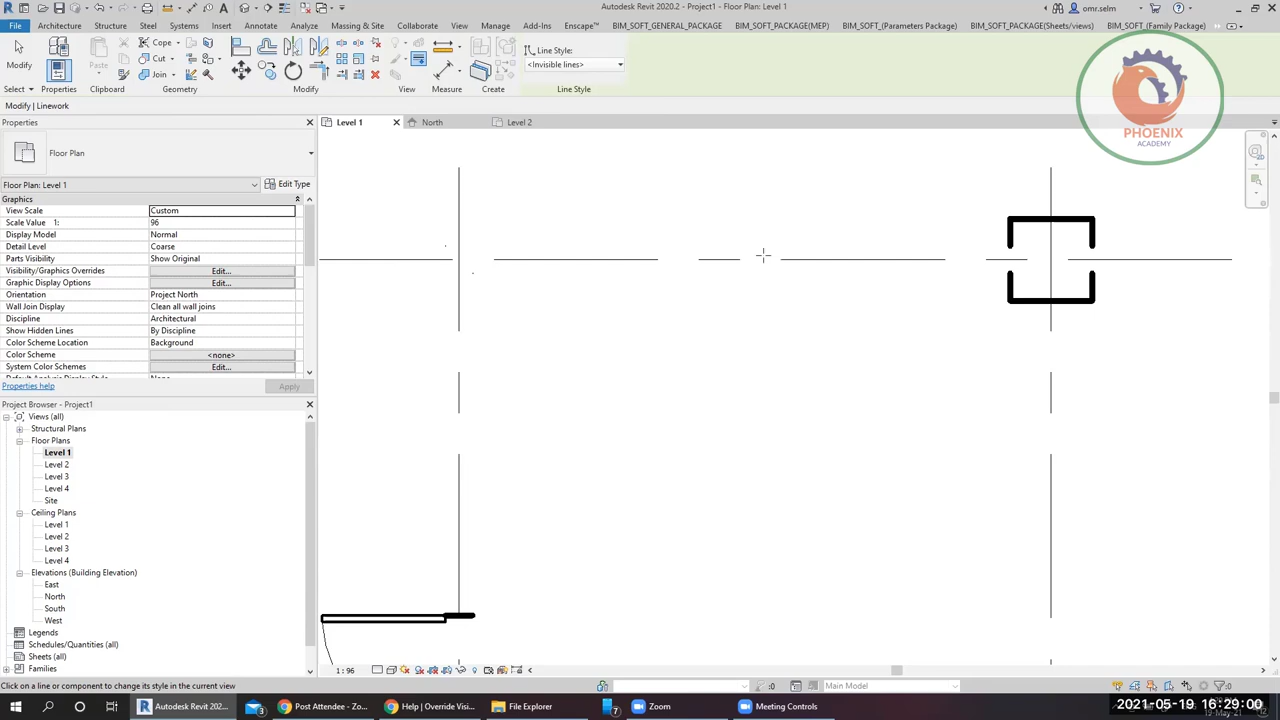 Autodesk Revit 2020.2 - Project1 - Floor Plan: Level 1
omr.selm
File Architecture Structure Steel Systems Insert Annotate Analyze Massing & Site Collaborate View Manage Add-Ins Enscape™ BIM_SOFT_GENERAL_PACKAGE BIM_SOFT_PACKAGE(MEP) (Parameters Package) BIM_SOFT_PACKAGE(Sheets/views) (Family Package)
Modify
Paste
Cope
Cut
Join
Line Style:
<Invisible lines>
Select Properties Clipboard Geometry Modify View Measure Create Line Style
Modify | Linework
PHOENIX
ACADEMY
Properties
Level 1 North Level 2
Floor Plan
Floor Plan: Level 1 Edit Type
Graphics
View Scale Custom
Scale Value 1: 96
Display Model Normal
Detail Level Coarse
Parts Visibility Show Original
Visibility/Graphics Overrides Edit...
Graphic Display Options Edit...
Orientation Project North
Wall Join Display Clean all wall joins
Discipline Architectural
Show Hidden Lines By Discipline
Color Scheme Location Background
Color Scheme <none>
System Color Schemes Edit...
Properties help Apply
Project Browser - Project1
Views (all)
Structural Plans
Floor Plans
Level 1
Level 2
Level 3
Level 4
Site
Ceiling Plans
Level 1
Level 2
Level 3
Level 4
Elevations (Building Elevation)
East
North
South
West
Legends
Schedules/Quantities (all)
Sheets (all)
Families
1 : 96
Click on a line or component to change its style in the current view
:0 Main Model :0
Autodesk Revit 2020... Post Attendee - Zo... Help | Override Visi... File Explorer Zoom Meeting Controls
2021-05-19 16:29:00